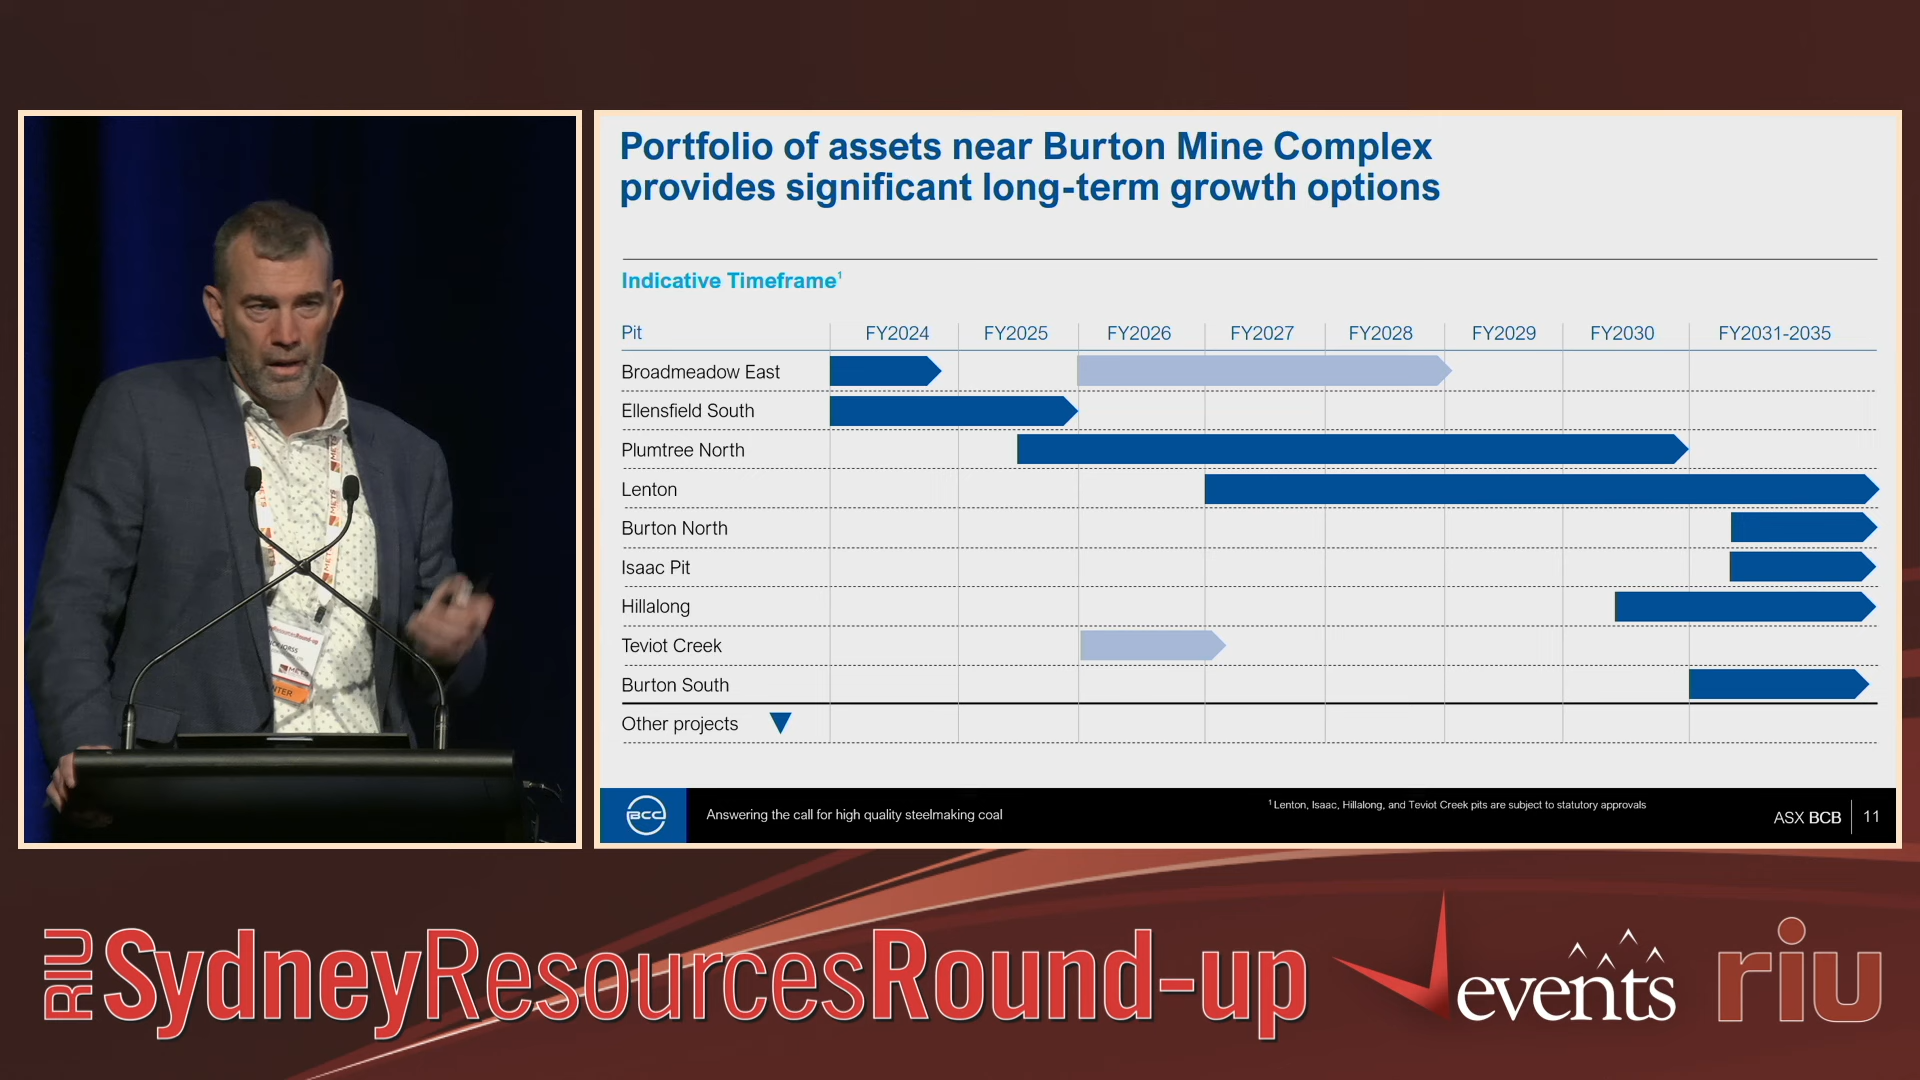 Portfolio of assets near Burton Mine Complex
provides significant long-term growth options
Indicative Timeframe¹
Pit FY2024 FY2025 FY2026 FY2027 FY2028 FY2029 FY2030 FY2031-2035
Broadmeadow East
Ellensfield South
Plumtree North
Lenton
Burton North
Isaac Pit
Hillalong
Teviot Creek
Burton South
Other projects
BCC
Answering the call for high quality steelmaking coal
¹ Lenton, Isaac, Hillalong, and Teviot Creek pits are subject to statutory approvals
ASX BCB 11
METS
METS
RIU SydneyResourcesRound-up
events
riu